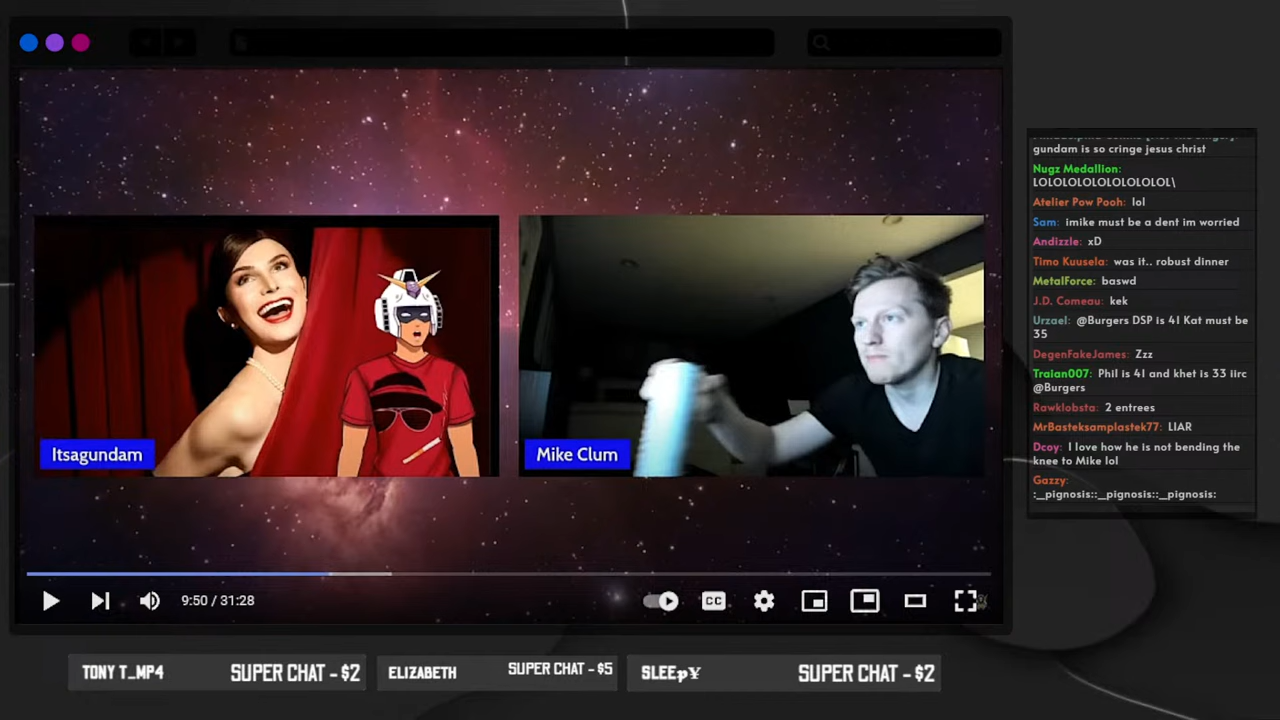 gundam is so cringe jesus christ
Nugz Medallion:
LOLOLOLOLOLOLOLOLOL\
Atelier Pow Pooh: lol
Sam: imike must be a dent im worried
Andizzle: xD
Timo Kuusela: was it.. robust dinner
MetalForce: baswd
J.D. Comeau: kek
Urzael: @Burgers DSP is 41 Kat must be
35
DegenFakeJames: Zzz
Traian007: Phil is 41 and khet is 33 iirc
@Burgers
Rawklobsta: 2 entrees
MrBasteksamplastek77: LIAR
Dcoy: I love how he is not bending the
knee to Mike lol
Gazzy:
:__pignosis::__pignosis::__pignosis:
Itsagundam
Mike Clum
9:50 / 31:28
CC
TONY T_MP4 SUPER CHAT - $2
ELIZABETH SUPER CHAT - $5
SLEEp¥ SUPER CHAT - $2